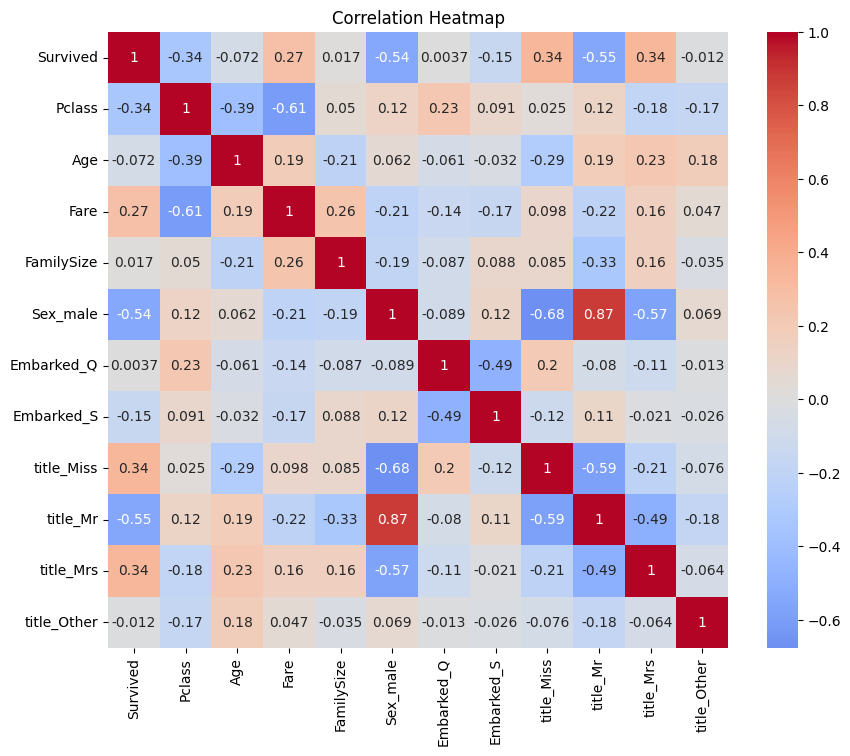 Correlation Heatmap
Survived 1 -0.34 -0.072 0.27 0.017 -0.54 0.0037 -0.15 0.34 -0.55 0.34 -0.012
Pclass -0.34 1 -0.39 -0.61 0.05 0.12 0.23 0.091 0.025 0.12 -0.18 -0.17
Age -0.072 -0.39 1 0.19 -0.21 0.062 -0.061 -0.032 -0.29 0.19 0.23 0.18
Fare 0.27 -0.61 0.19 1 0.26 -0.21 -0.14 -0.17 0.098 -0.22 0.16 0.047
FamilySize 0.017 0.05 -0.21 0.26 1 -0.19 -0.087 0.088 0.085 -0.33 0.16 -0.035
Sex_male -0.54 0.12 0.062 -0.21 -0.19 1 -0.089 0.12 -0.68 0.87 -0.57 0.069
Embarked_Q 0.0037 0.23 -0.061 -0.14 -0.087 -0.089 1 -0.49 0.2 -0.08 -0.11 -0.013
Embarked_S -0.15 0.091 -0.032 -0.17 0.088 0.12 -0.49 1 -0.12 0.11 -0.021 -0.026
title_Miss 0.34 0.025 -0.29 0.098 0.085 -0.68 0.2 -0.12 1 -0.59 -0.21 -0.076
title_Mr -0.55 0.12 0.19 -0.22 -0.33 0.87 -0.08 0.11 -0.59 1 -0.49 -0.18
title_Mrs 0.34 -0.18 0.23 0.16 0.16 -0.57 -0.11 -0.021 -0.21 -0.49 1 -0.064
title_Other -0.012 -0.17 0.18 0.047 -0.035 0.069 -0.013 -0.026 -0.076 -0.18 -0.064 1
Survived Pclass Age Fare FamilySize Sex_male Embarked_Q Embarked_S title_Miss title_Mr title_Mrs title_Other
1.0
0.8
0.6
0.4
0.2
0.0
−0.2
−0.4
−0.6